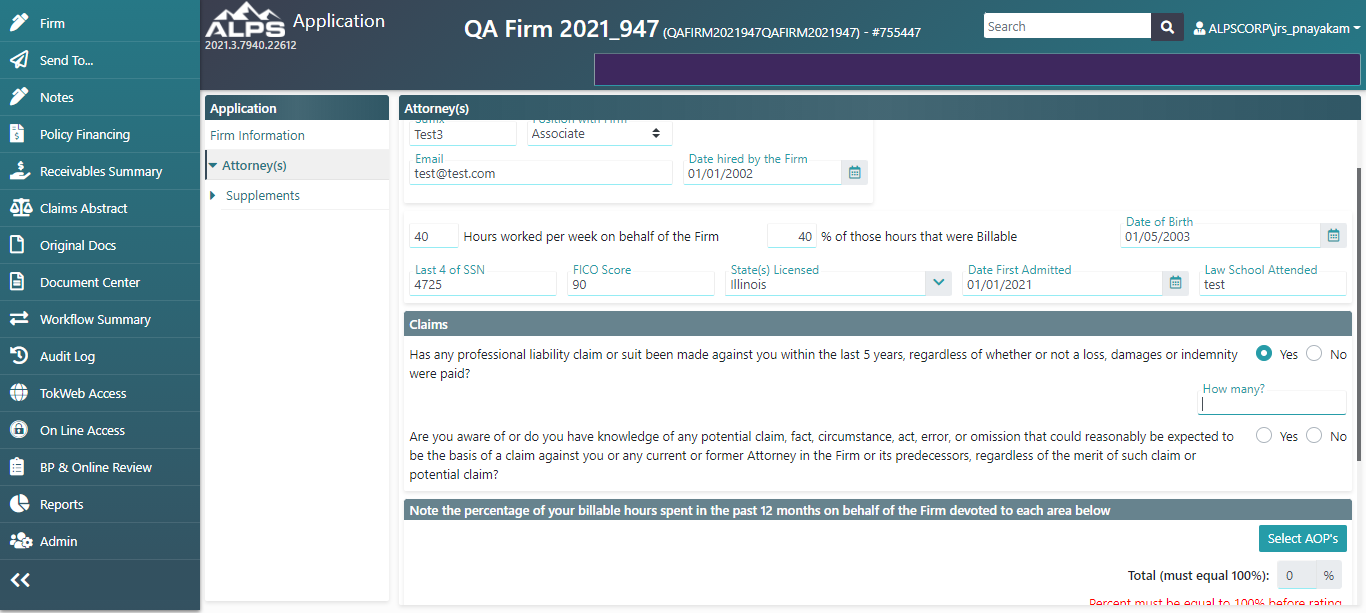 Firm
Send To...
Notes
Policy Financing
Receivables Summary
Claims Abstract
Original Docs
Document Center
Workflow Summary
Audit Log
TokWeb Access
On Line Access
BP & Online Review
Reports
Admin
ALPS Application
2021.3.7940.22612
QA Firm 2021_947 (QAFIRM2021947QAFIRM2021947) - #755447
Search
ALPSCORP\jrs_pnayakam
Application
Firm Information
Attorney(s)
Supplements
Attorney(s)
Suffix Position with Firm
Test3 Associate
Email Date hired by the Firm
test@test.com 01/01/2002
Date of Birth
40 Hours worked per week on behalf of the Firm 40 % of those hours that were Billable 01/05/2003
Last 4 of SSN FICO Score State(s) Licensed Date First Admitted Law School Attended
4725 90 Illinois 01/01/2021 test
Claims
Has any professional liability claim or suit been made against you within the last 5 years, regardless of whether or not a loss, damages or indemnity Yes No
were paid?
How many?
Are you aware of or do you have knowledge of any potential claim, fact, circumstance, act, error, or omission that could reasonably be expected to Yes No
be the basis of a claim against you or any current or former Attorney in the Firm or its predecessors, regardless of the merit of such claim or
potential claim?
Note the percentage of your billable hours spent in the past 12 months on behalf of the Firm devoted to each area below
Select AOP's
Total (must equal 100%): 0 %
Percent must be equal to 100% before rating